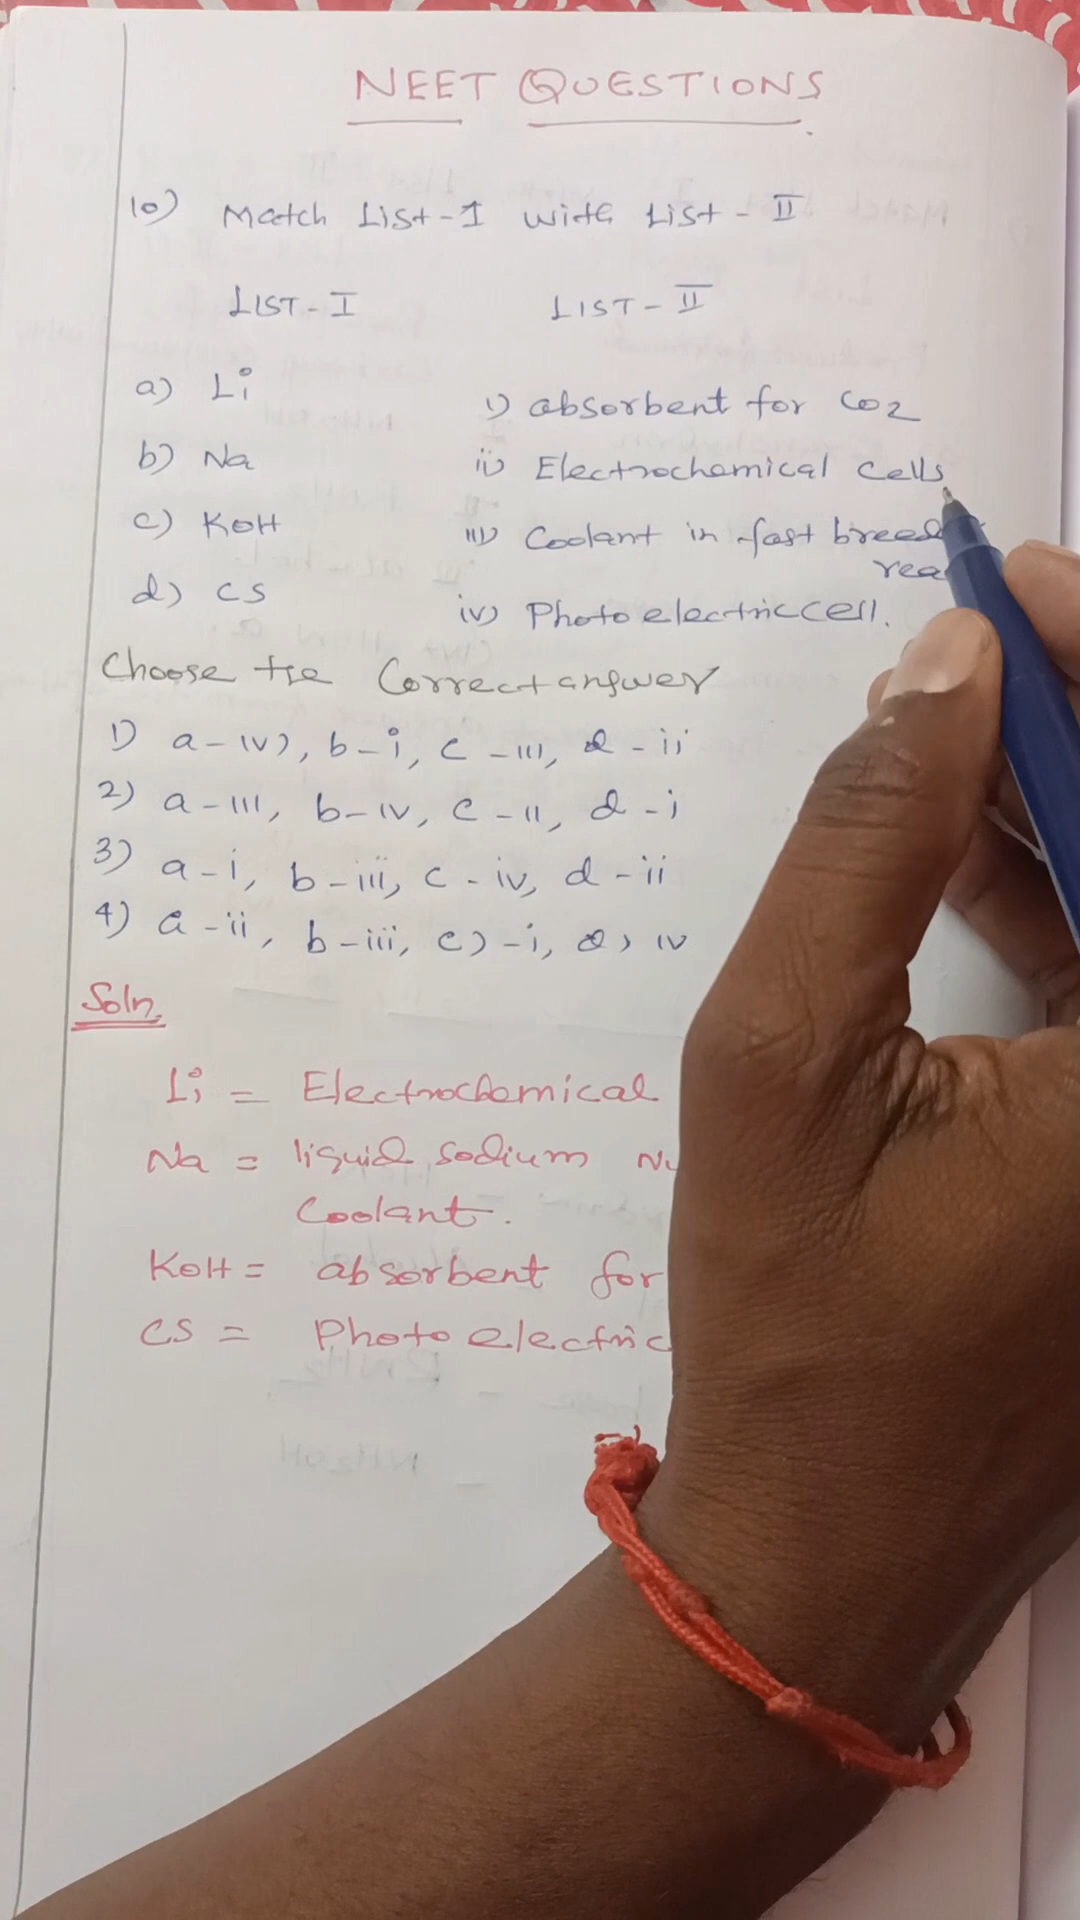 NEET QUESTIONS
10) Match List-I with List-II
LIST-I LIST-II
a) Li i) absorbent for CO2
b) Na ii) Electrochemical Cells
c) KOH iii) Coolant in fast
d) CS iv) Photo electric cell.
Choose the Correct answer
1) a-iv), b-i, c-III, d-ii
2) a-III, b-IV, c-II, d-i
3) a-i, b-iii, c-iv, d-ii
4) a-ii, b-iii, c)-i, d) IV
Soln.
Li = Electrochemical
Na = liquid sodium
Coolant.
KOH = absorbent for
CS = Photo electric